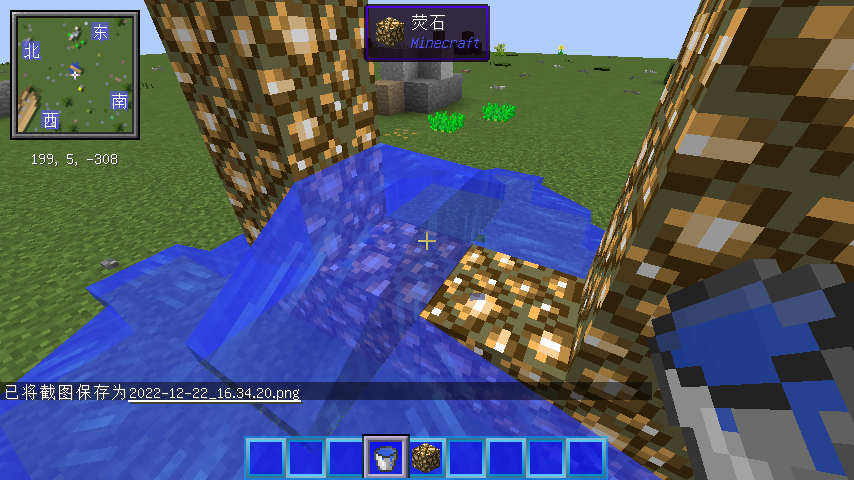 荧石
Minecraft
东
北
南
西
199, 5, -308
已将截图保存为2022-12-22_16.34.20.png